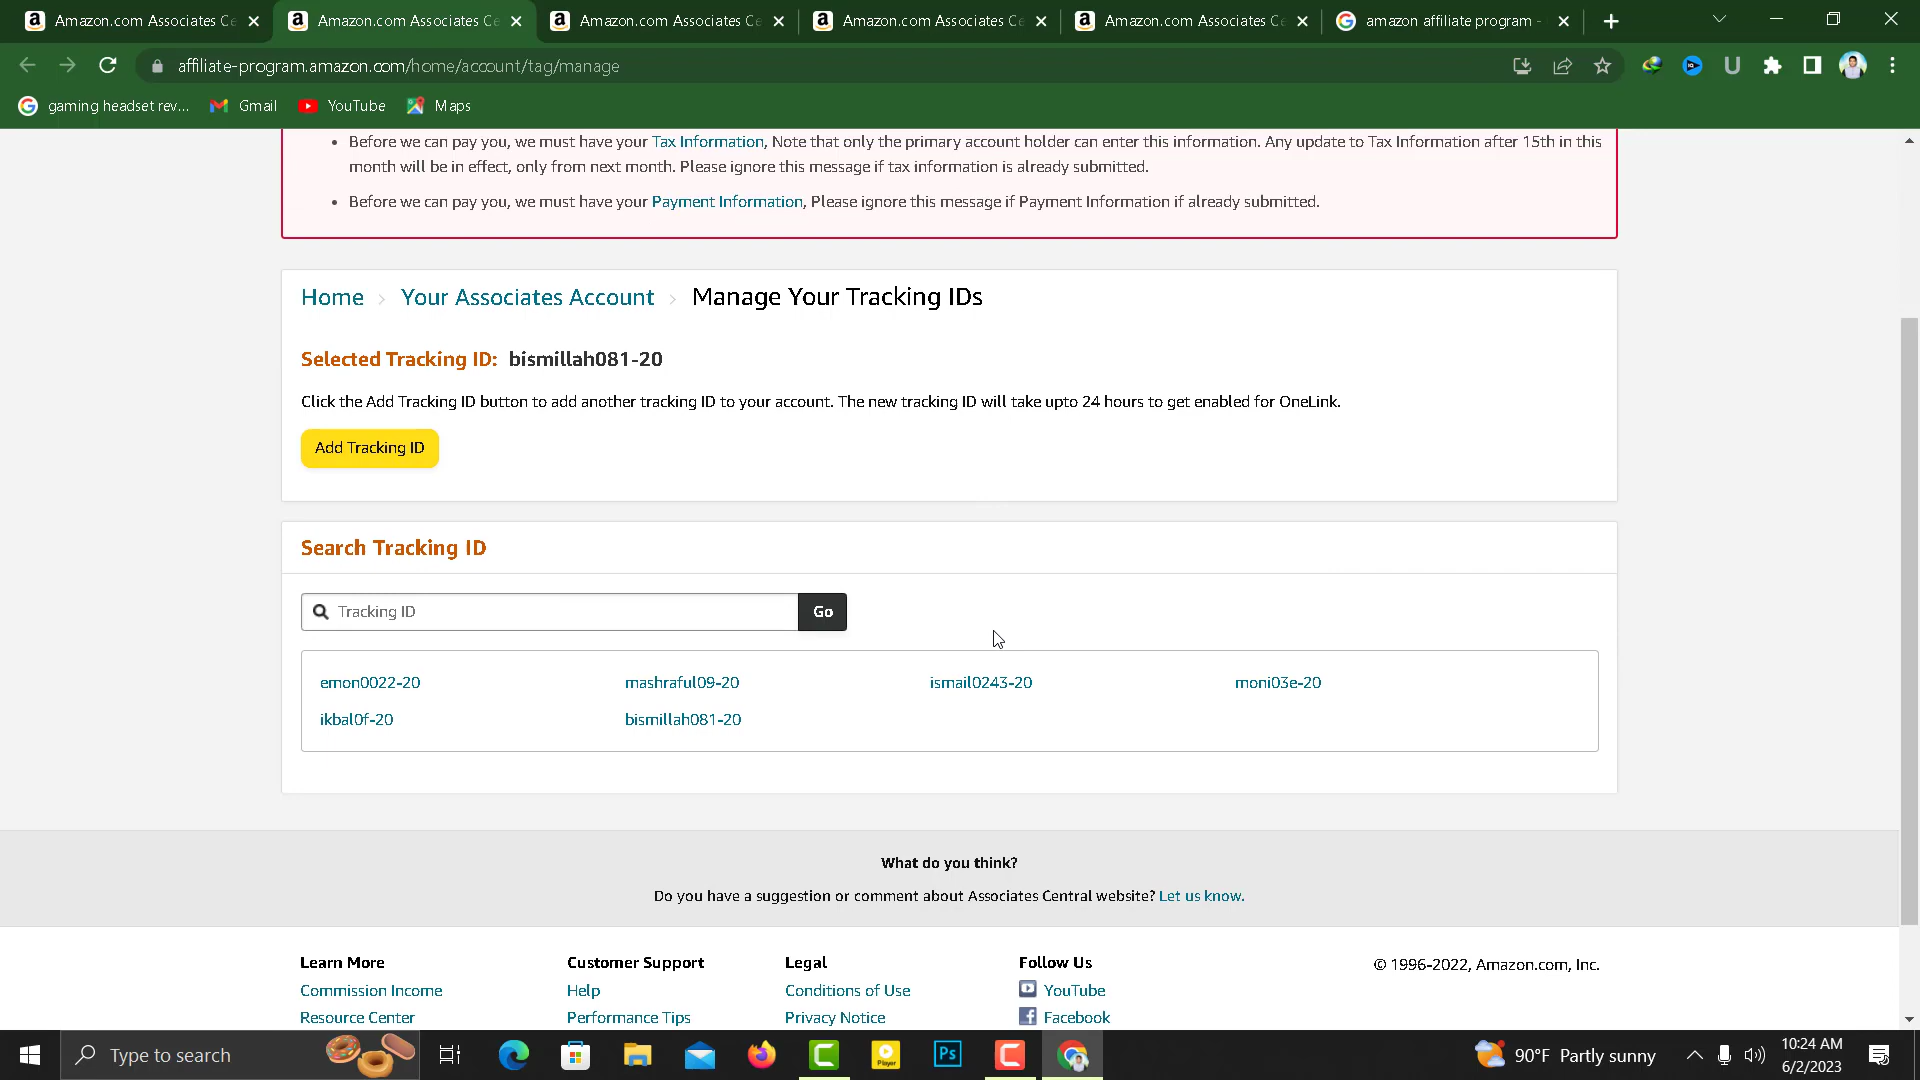 Amazon.com Associates Ce
Amazon.com Associates Ce
Amazon.com Associates Ce
Amazon.com Associates Ce
Amazon.com Associates Ce
amazon affiliate program -
affiliate-program.amazon.com/home/account/tag/manage
gaming headset rev...
Gmail
YouTube
Maps
• Before we can pay you, we must have your Tax Information, Note that only the primary account holder can enter this information. Any update to Tax Information after 15th in this
month will be in effect, only from next month. Please ignore this message if tax information is already submitted.
• Before we can pay you, we must have your Payment Information, Please ignore this message if Payment Information if already submitted.
Home › Your Associates Account › Manage Your Tracking IDs
Selected Tracking ID: bismillah081-20
Click the Add Tracking ID button to add another tracking ID to your account. The new tracking ID will take upto 24 hours to get enabled for OneLink.
Add Tracking ID
Search Tracking ID
Tracking ID
Go
emon0022-20
mashraful09-20
ismail0243-20
moni03e-20
ikbal0f-20
bismillah081-20
What do you think?
Do you have a suggestion or comment about Associates Central website? Let us know.
Learn More
Commission Income
Resource Center
Customer Support
Help
Performance Tips
Legal
Conditions of Use
Privacy Notice
Follow Us
YouTube
Facebook
© 1996-2022, Amazon.com, Inc.
Type to search
Player
Ps
90°F Partly sunny
10:24 AM
6/2/2023